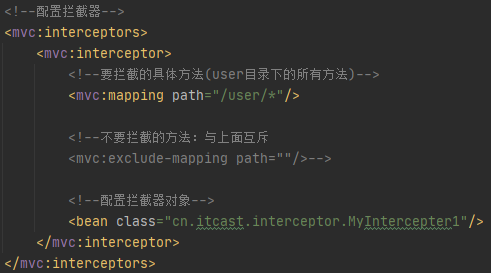 <!--配置拦截器-->
<mvc:interceptors>
<mvc:interceptor>
<!--要拦截的具体方法(user目录下的所有方法)-->
<mvc:mapping path="/user/*"/>
<!--不要拦截的方法：与上面互斥
<mvc:exclude-mapping path=""/>-->
<!--配置拦截器对象-->
<bean class="cn.itcast.interceptor.MyIntercepter1"/>
</mvc:interceptor>
</mvc:interceptors>